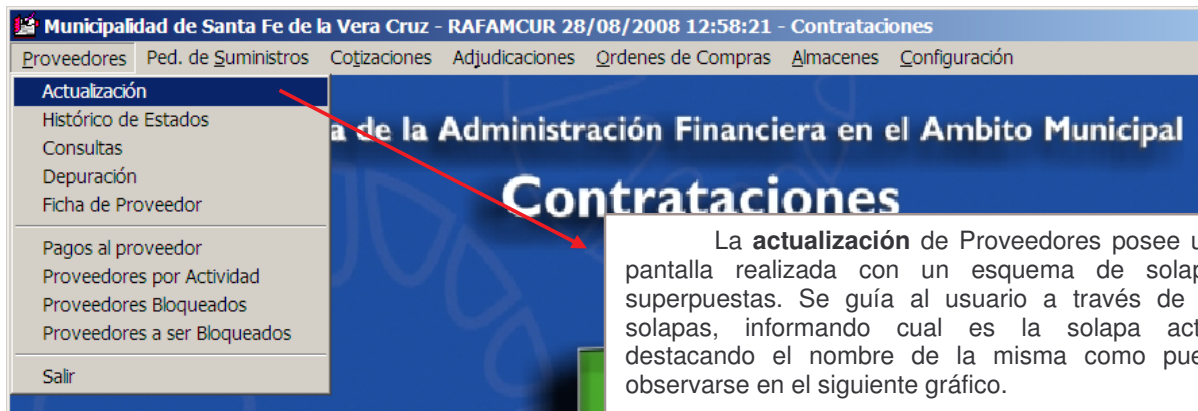 Municipalidad de Santa Fe de la Vera Cruz - RAFAMCUR 28/08/2008 12:58:21 - Contrataciones
Proveedores Ped. de Suministros Cotizaciones Adjudicaciones Ordenes de Compras Almacenes Configuración
Actualización
Histórico de Estados
Consultas
Depuración
Ficha de Proveedor
Pagos al proveedor
Proveedores por Actividad
Proveedores Bloqueados
Proveedores a ser Bloqueados
Salir
a de la Administración Financiera en el Ambito Municipal
Contrataciones
La actualización de Proveedores posee
pantalla realizada con un esquema de
superpuestas. Se guía al usuario a través de
solapas, informando cual es la solapa
destacando el nombre de la misma como
observarse en el siguiente gráfico.